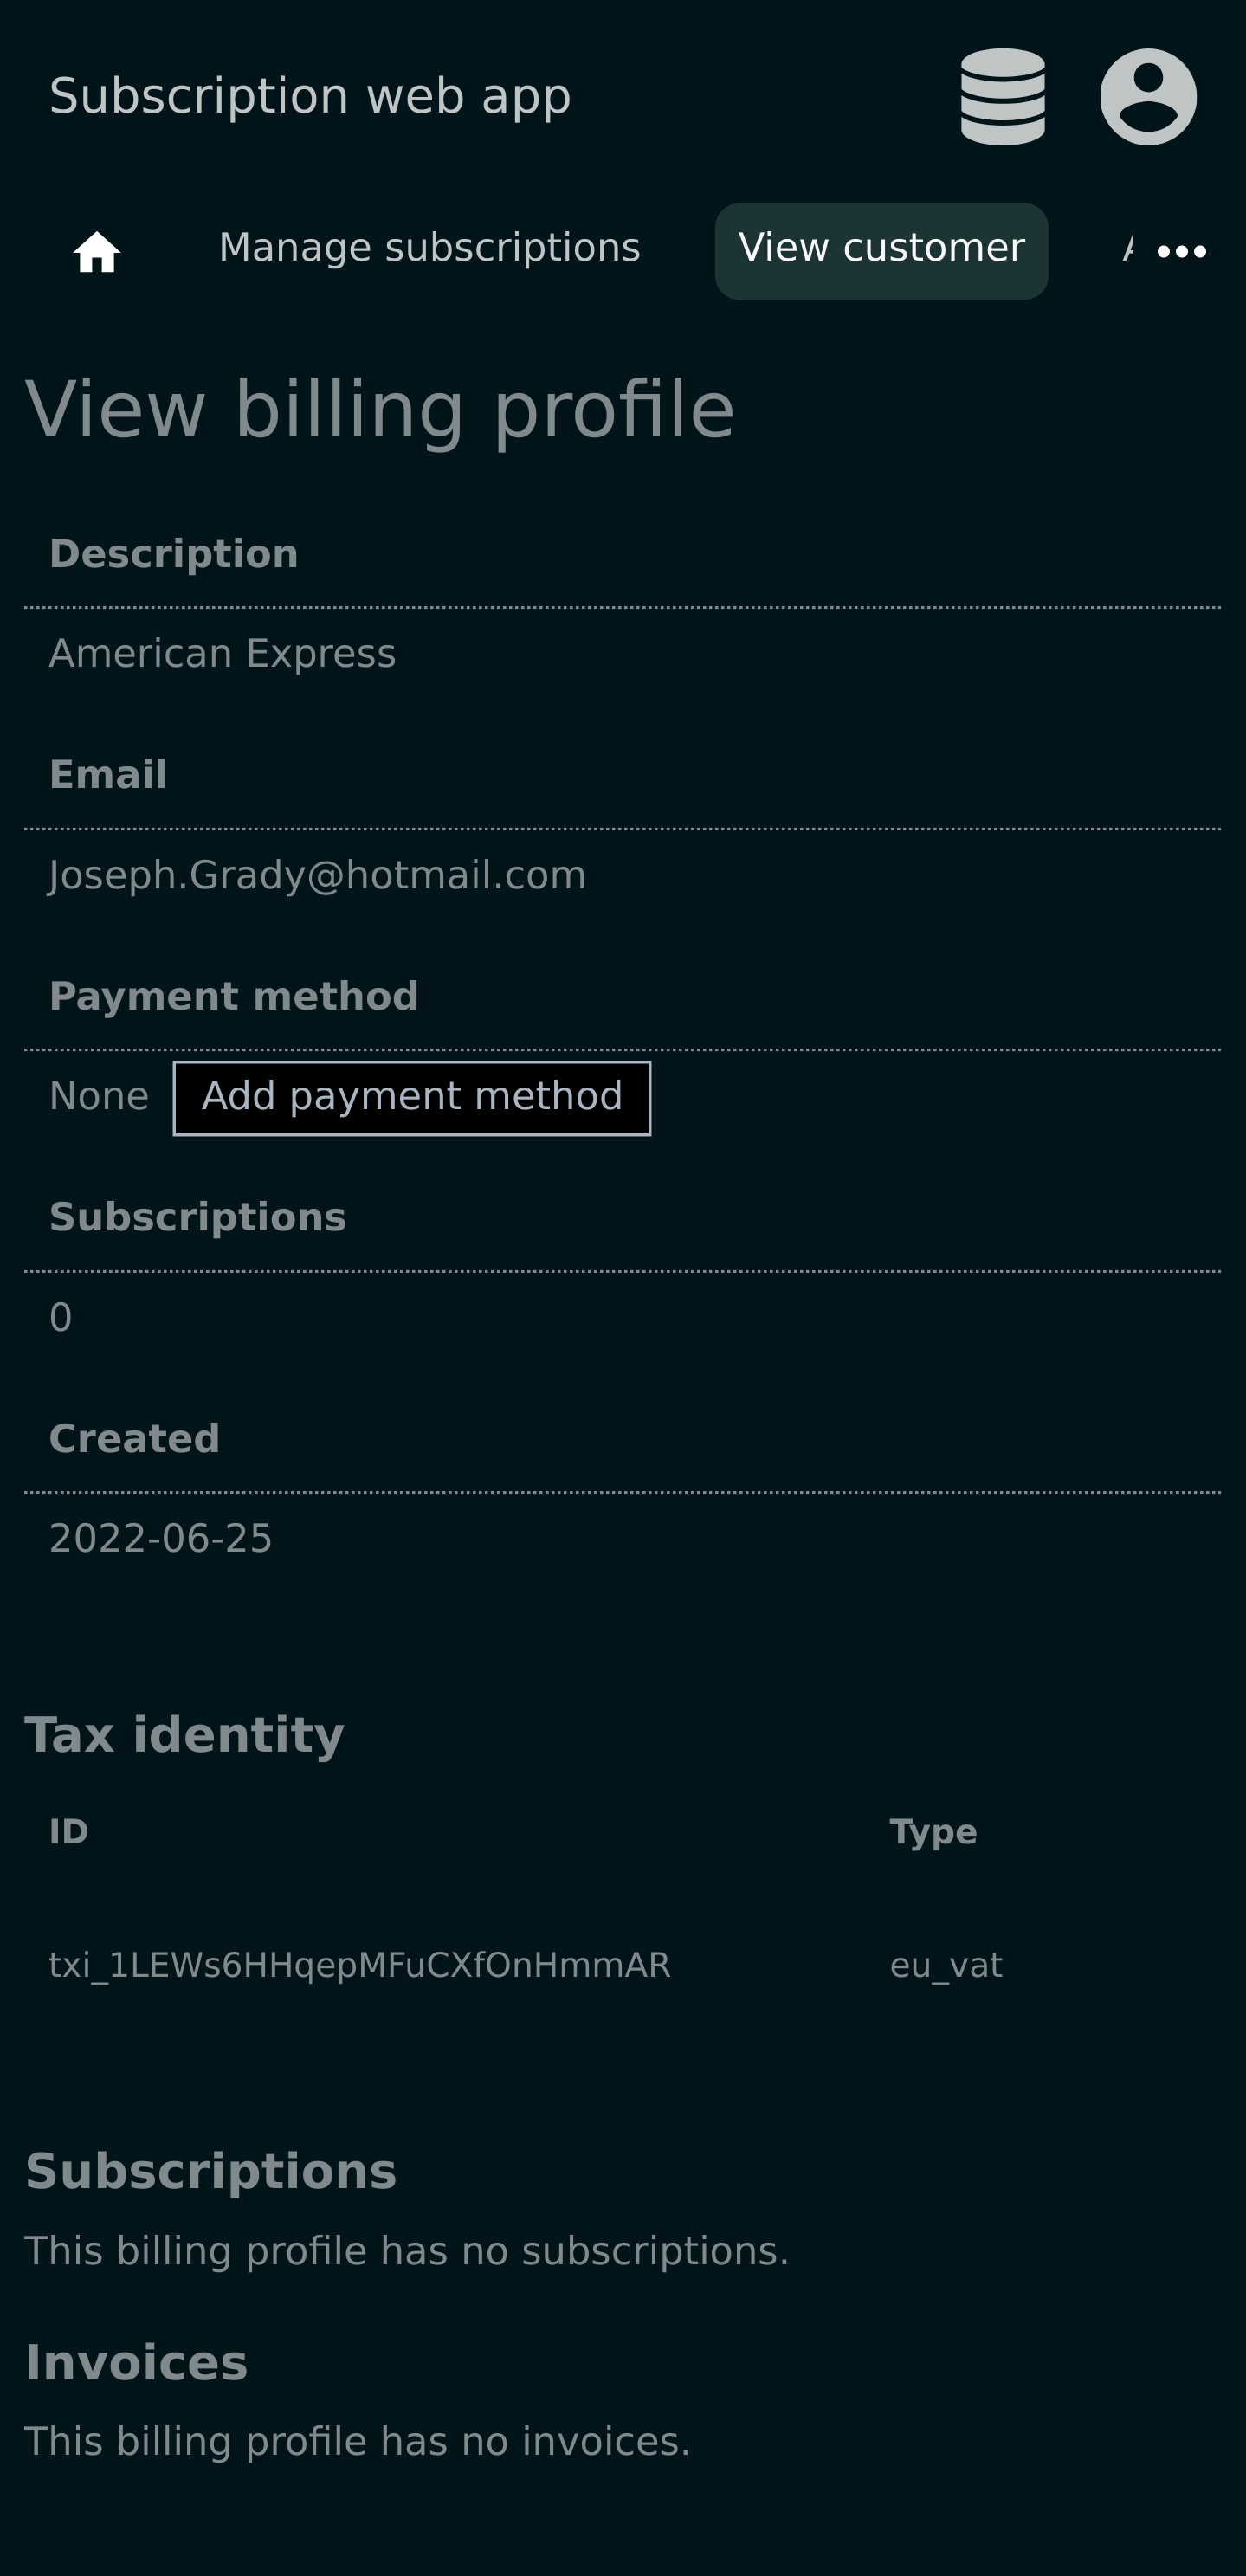 Subscription web app
Manage subscriptions View customer
View billing profile
Description
American Express
Email
Joseph.Grady@hotmail.com
Payment method
None Add payment method
Subscriptions
0
Created
2022-06-25
Tax identity
ID Type
txi_1LEWs6HHqepMFuCXfOnHmmAR eu_vat
Subscriptions
This billing profile has no subscriptions.
Invoices
This billing profile has no invoices.